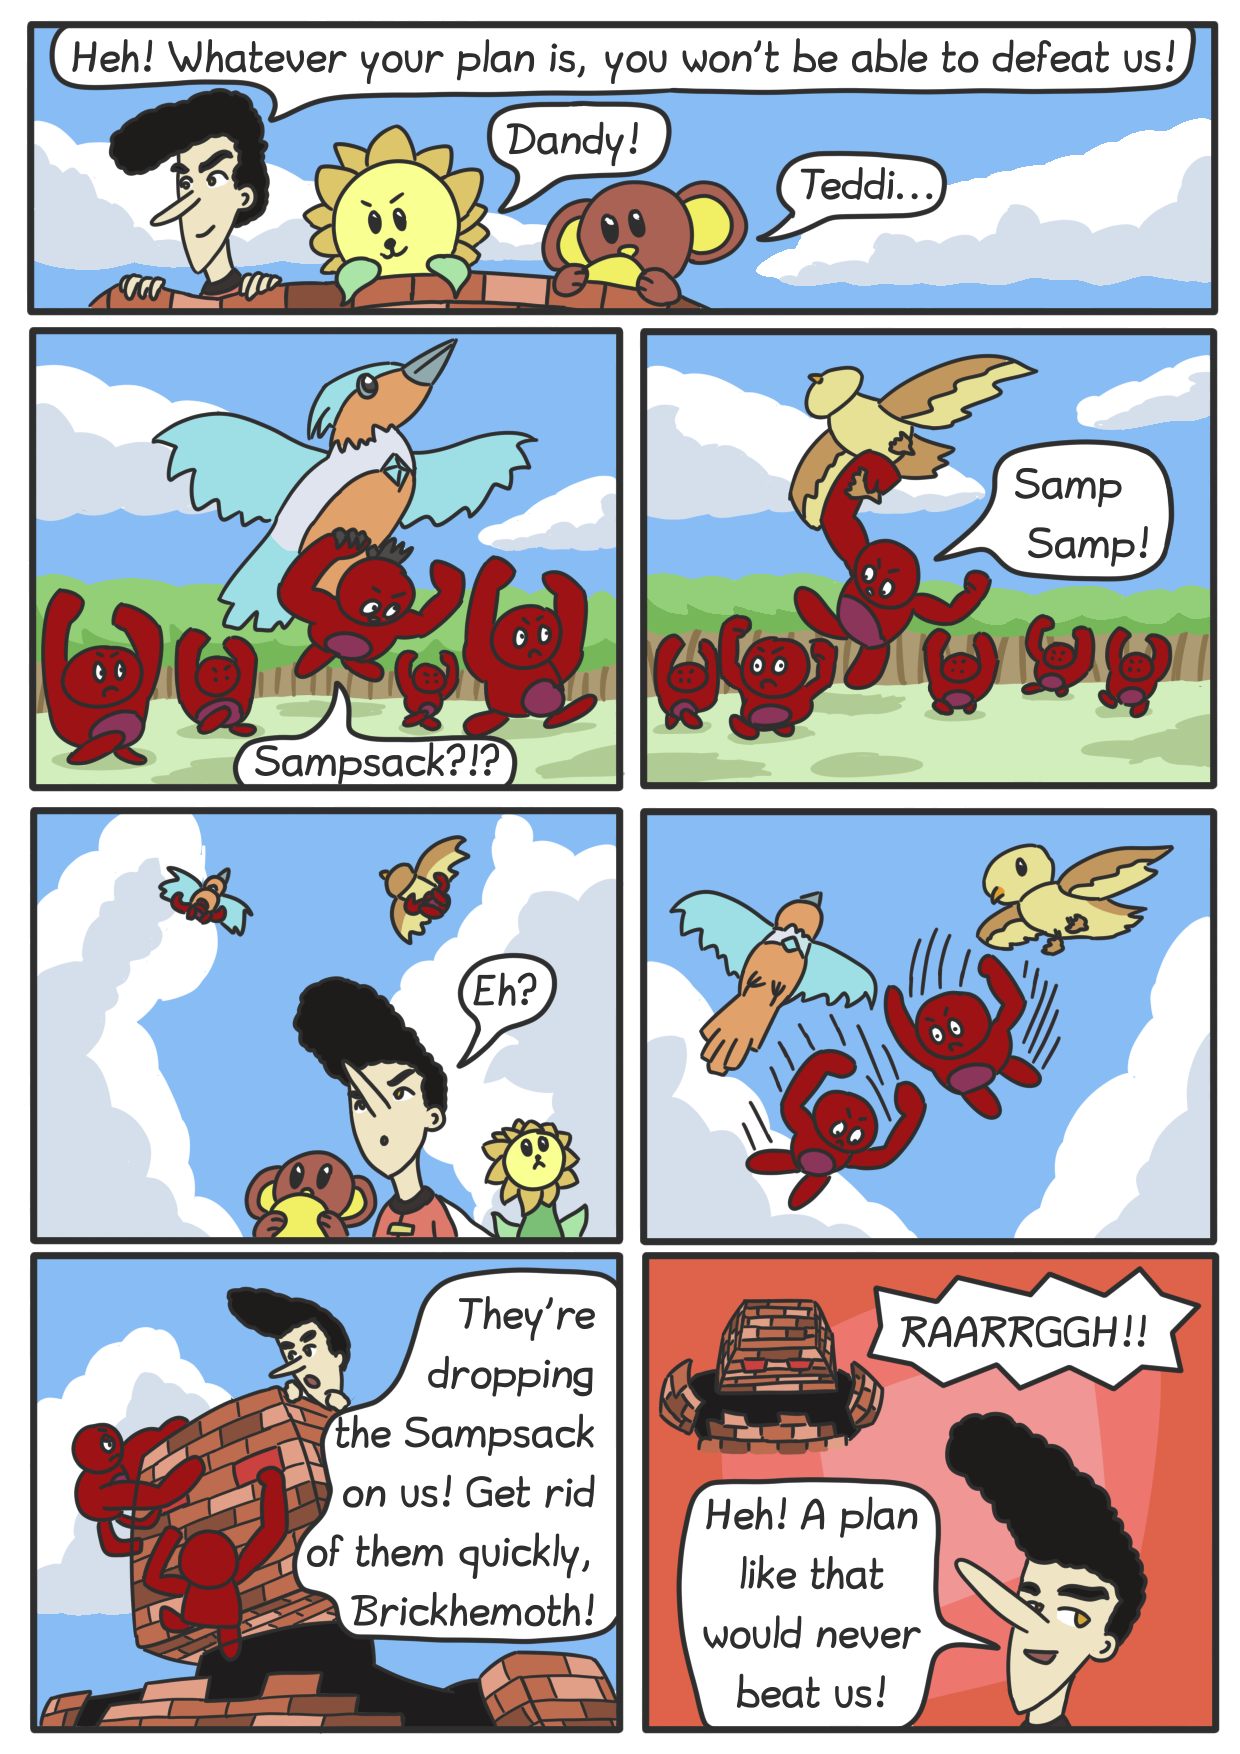 Heh! Whatever your plan is, you won't be able to defeat us!
Dandy!
Teddi...
Sampsack?!?
Samp
Samp!
Eh?
They're
dropping
the Sampsack
on us! Get rid
of them quickly,
Brickhemoth!
RAARRGGH!!
Heh! A plan
like that
would never
beat us!